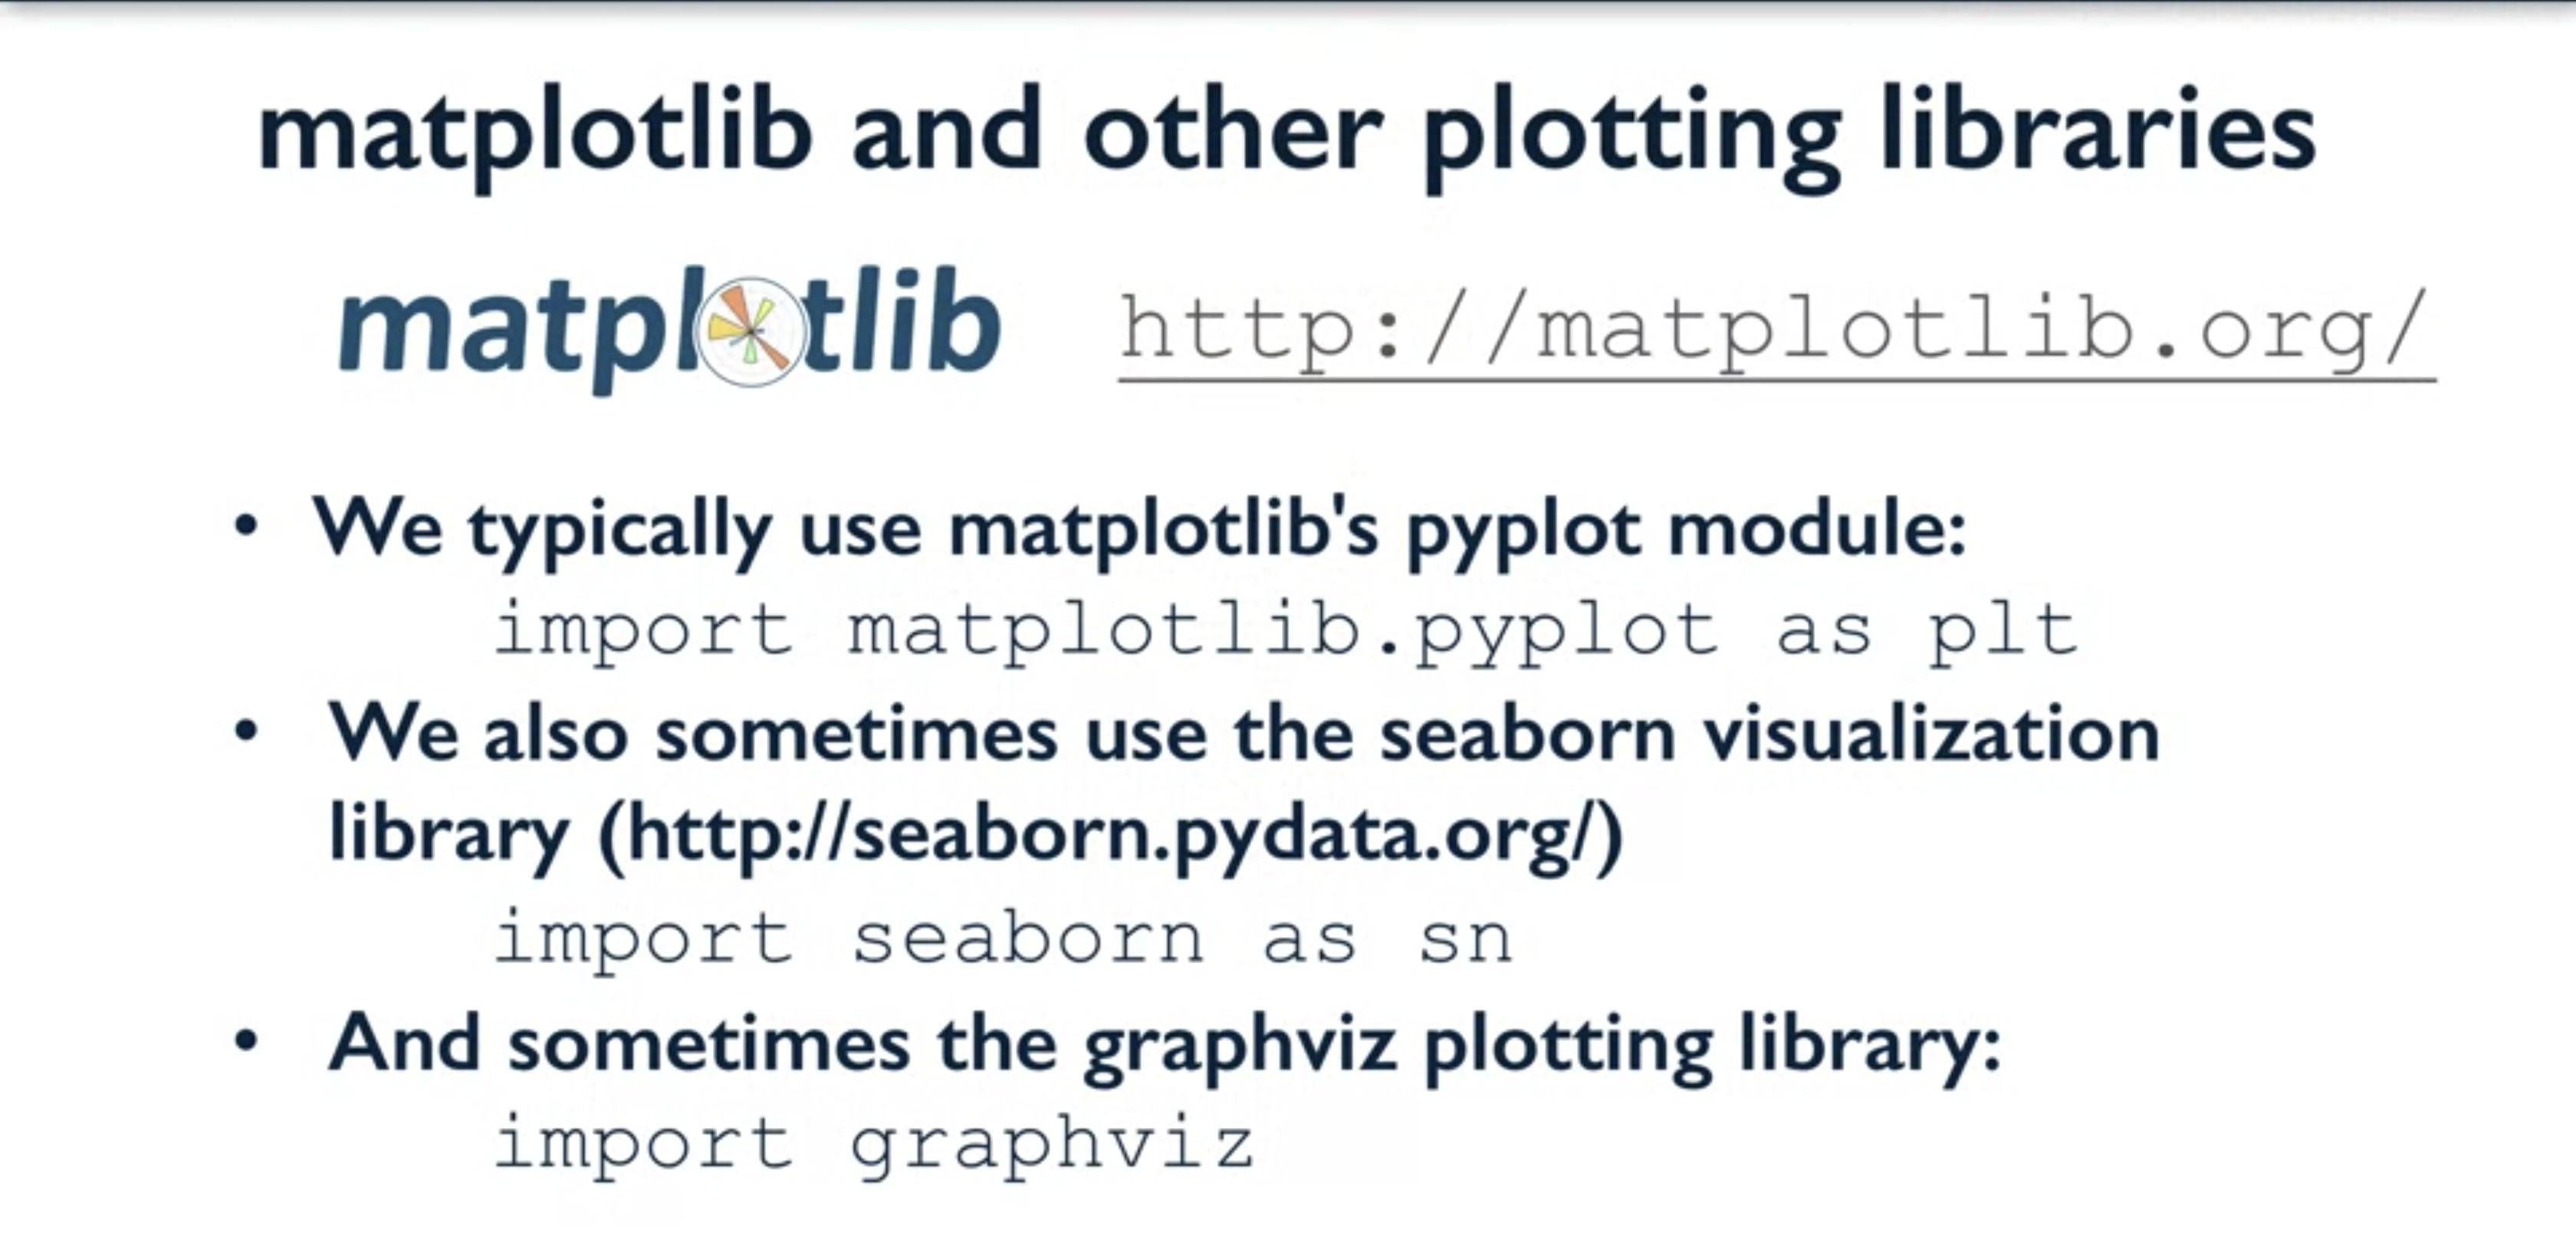 matplotlib and other plotting libraries
matplotlib http://matplotlib.org/
• We typically use matplotlib's pyplot module:
import matplotlib.pyplot as plt
• We also sometimes use the seaborn visualization
library (http://seaborn.pydata.org/)
import seaborn as sn
• And sometimes the graphviz plotting library:
import graphviz